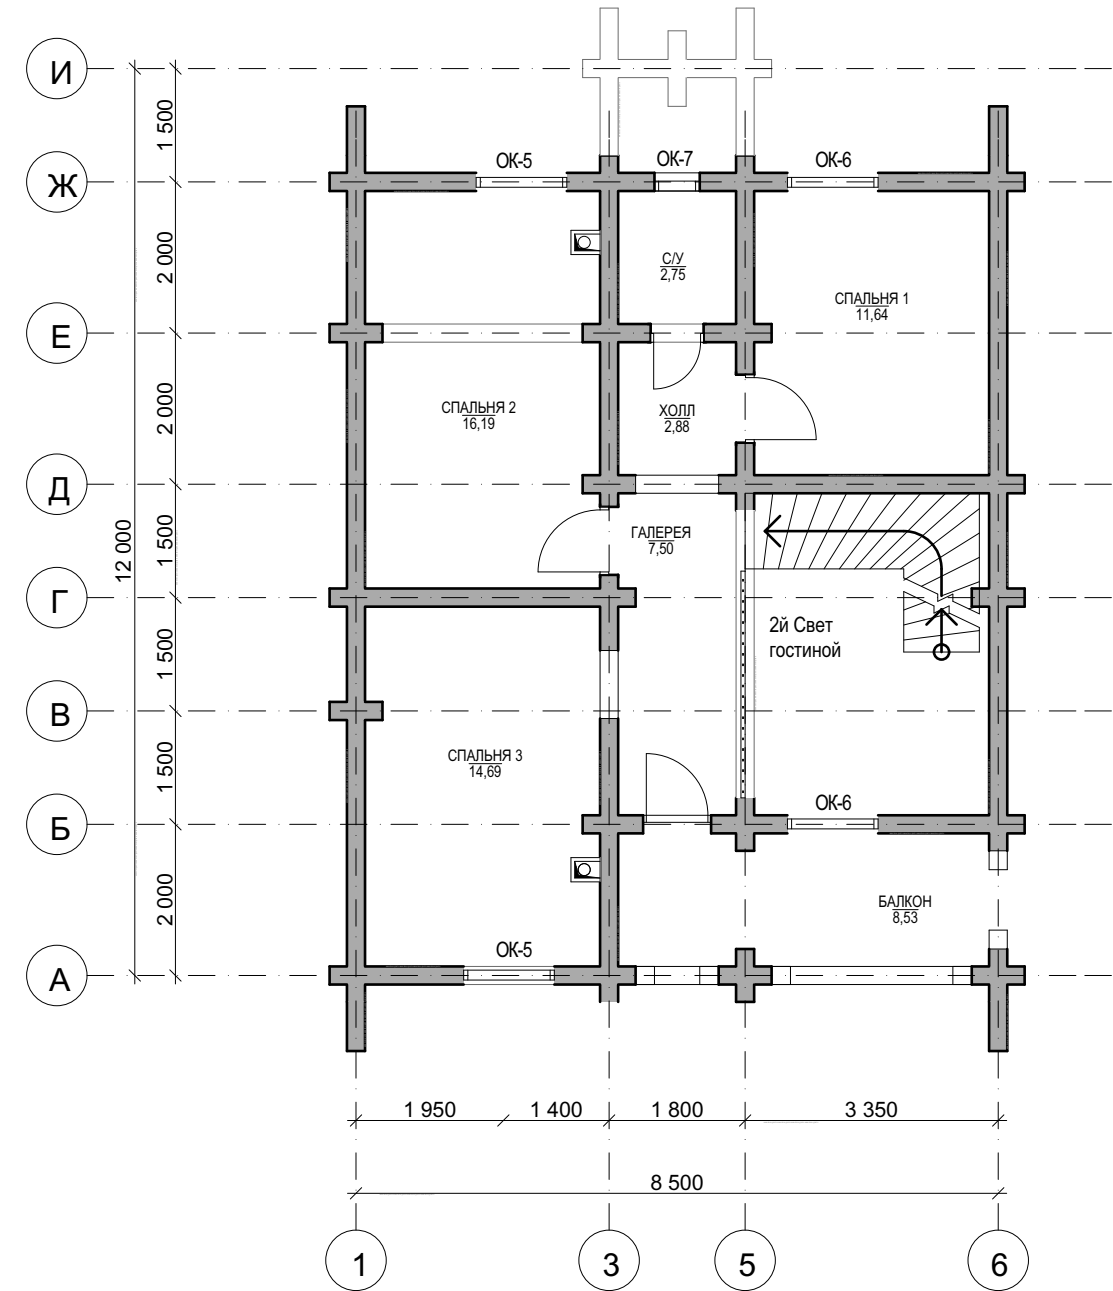 И
1 500
ОК-5
ОК-7
ОК-6
Ж
2 000
С/У
2,75
СПАЛЬНЯ 1
11,64
Е
2 000
СПАЛЬНЯ 2
16,19
ХОЛЛ
2,88
Д
12 000
1 500
ГАЛЕРЕЯ
7,50
Г
1 500
2й Свет
гостиной
В
1 500
СПАЛЬНЯ 3
14,69
ОК-6
Б
2 000
БАЛКОН
8,53
ОК-5
А
1 950
1 400
1 800
3 350
8 500
1
3
5
6